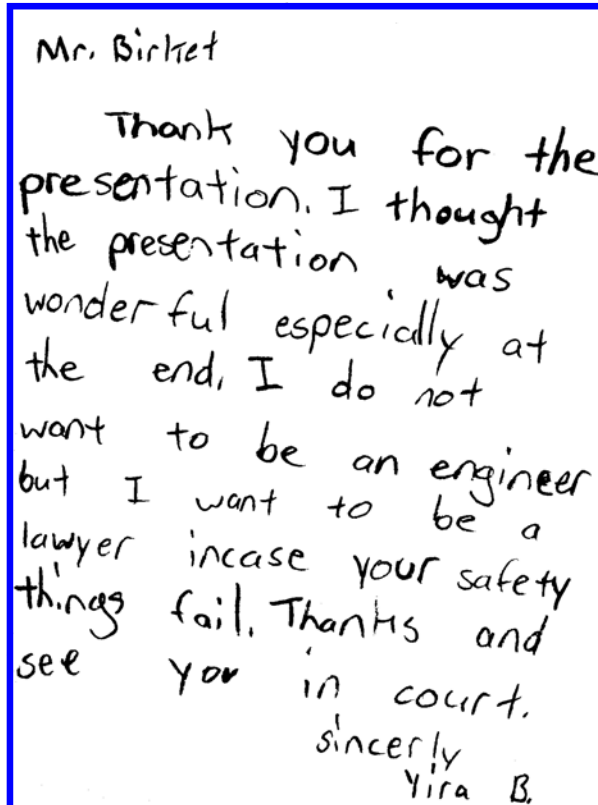 Mr. Birket
Thank you for the
presentation. I thought
the presentation was
wonderful especially at
the end. I do not
want to be an engineer
but I want to be a
lawyer incase your safety
things fail. Thanks and
see you in court.
sincerly
Yira B.